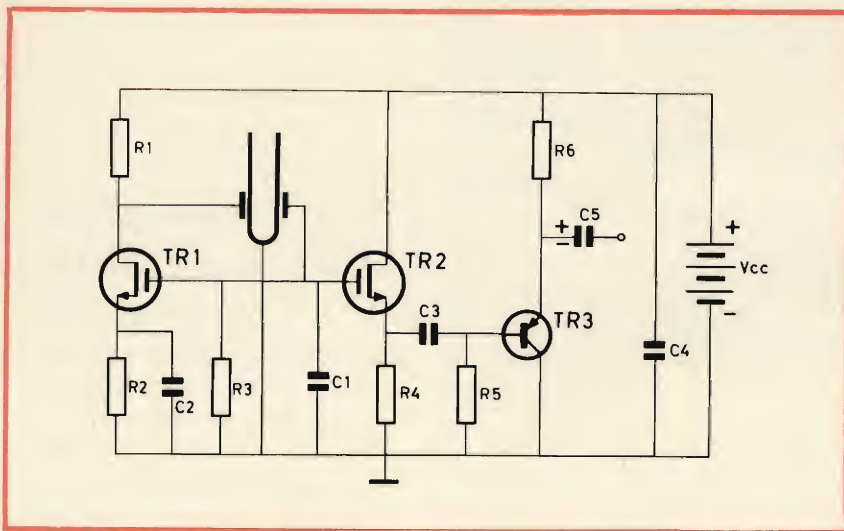 R1
R6
C5
+
−
+
Vcc
−
TR1
TR2
C3
TR3
R2
C2
R3
C1
R4
R5
C4